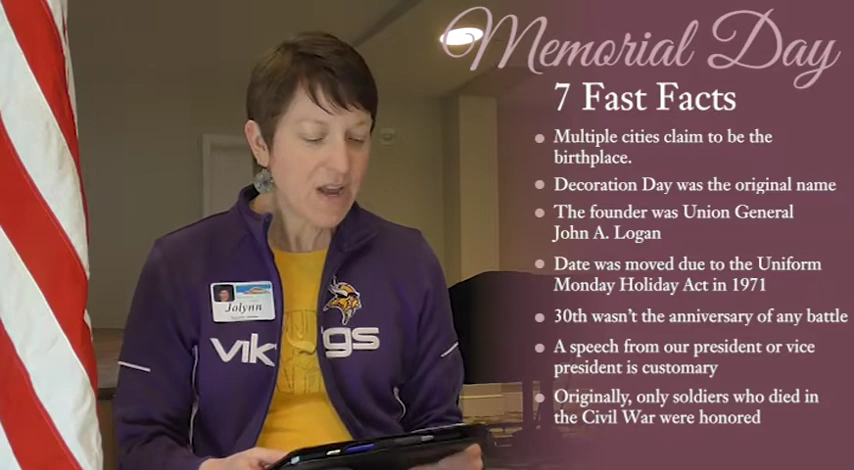 Memorial Day
7 Fast Facts
Multiple cities claim to be the
birthplace.
Decoration Day was the original name
The founder was Union General
John A. Logan
Date was moved due to the Uniform
Monday Holiday Act in 1971
30th wasn't the anniversary of any battle
A speech from our president or vice
president is customary
Originally, only soldiers who died in
the Civil War were honored
Jolynn
vik gs